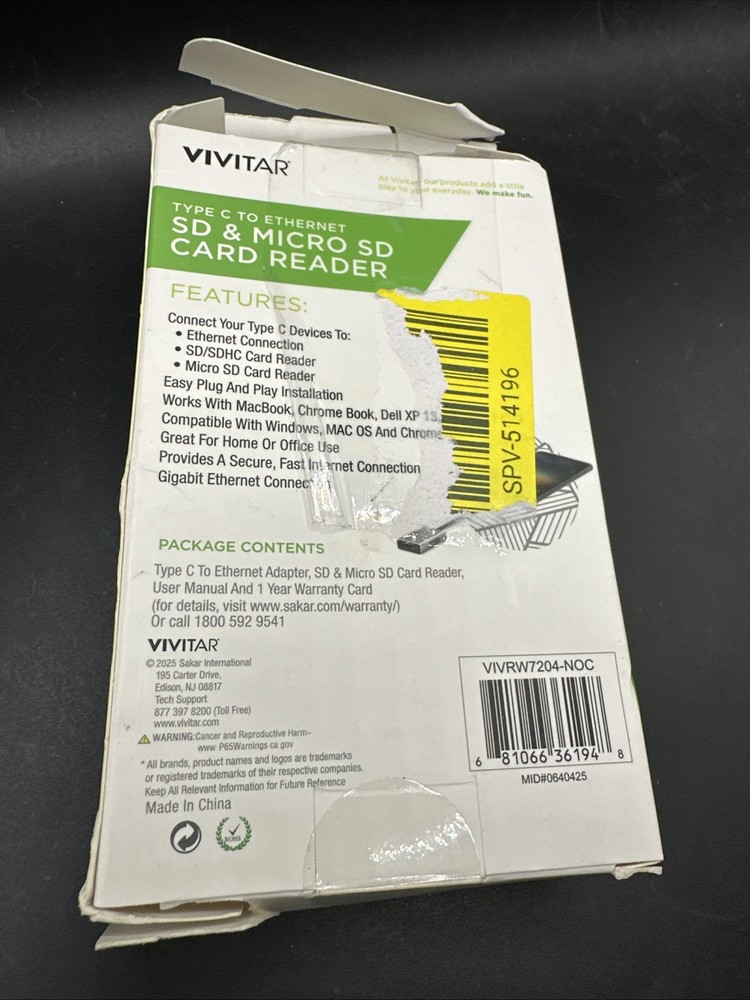 VIVITAR
At Vivitar our products add a little
play to your everyday. We make fun.
TYPE C TO ETHERNET
SD & MICRO SD
CARD READER
FEATURES:
Connect Your Type C Devices To:
• Ethernet Connection
• SD/SDHC Card Reader
• Micro SD Card Reader
Easy Plug And Play Installation
Works With MacBook, Chrome Book, Dell XP 13,
Compatible With Windows, MAC OS And Chrome
Great For Home Or Office Use
Provides A Secure, Fast Internet Connection
Gigabit Ethernet Connection
SPV-514196
PACKAGE CONTENTS
Type C To Ethernet Adapter, SD & Micro SD Card Reader,
User Manual And 1 Year Warranty Card
(for details, visit www.sakar.com/warranty/)
Or call 1800 592 9541
VIVITAR
© 2025 Sakar International
195 Carter Drive,
Edison, NJ 08817
Tech Support
877 397 8200 (Toll Free)
www.vivitar.com
WARNING:Cancer and Reproductive Harm–
www P65Warnings ca gov
* All brands, product names and logos are trademarks
or registered trademarks of their respective companies.
Keep All Relevant Information for Future Reference
Made In China
ROHS
VIVRW7204-NOC
6 81066 36194 8
MID#0640425